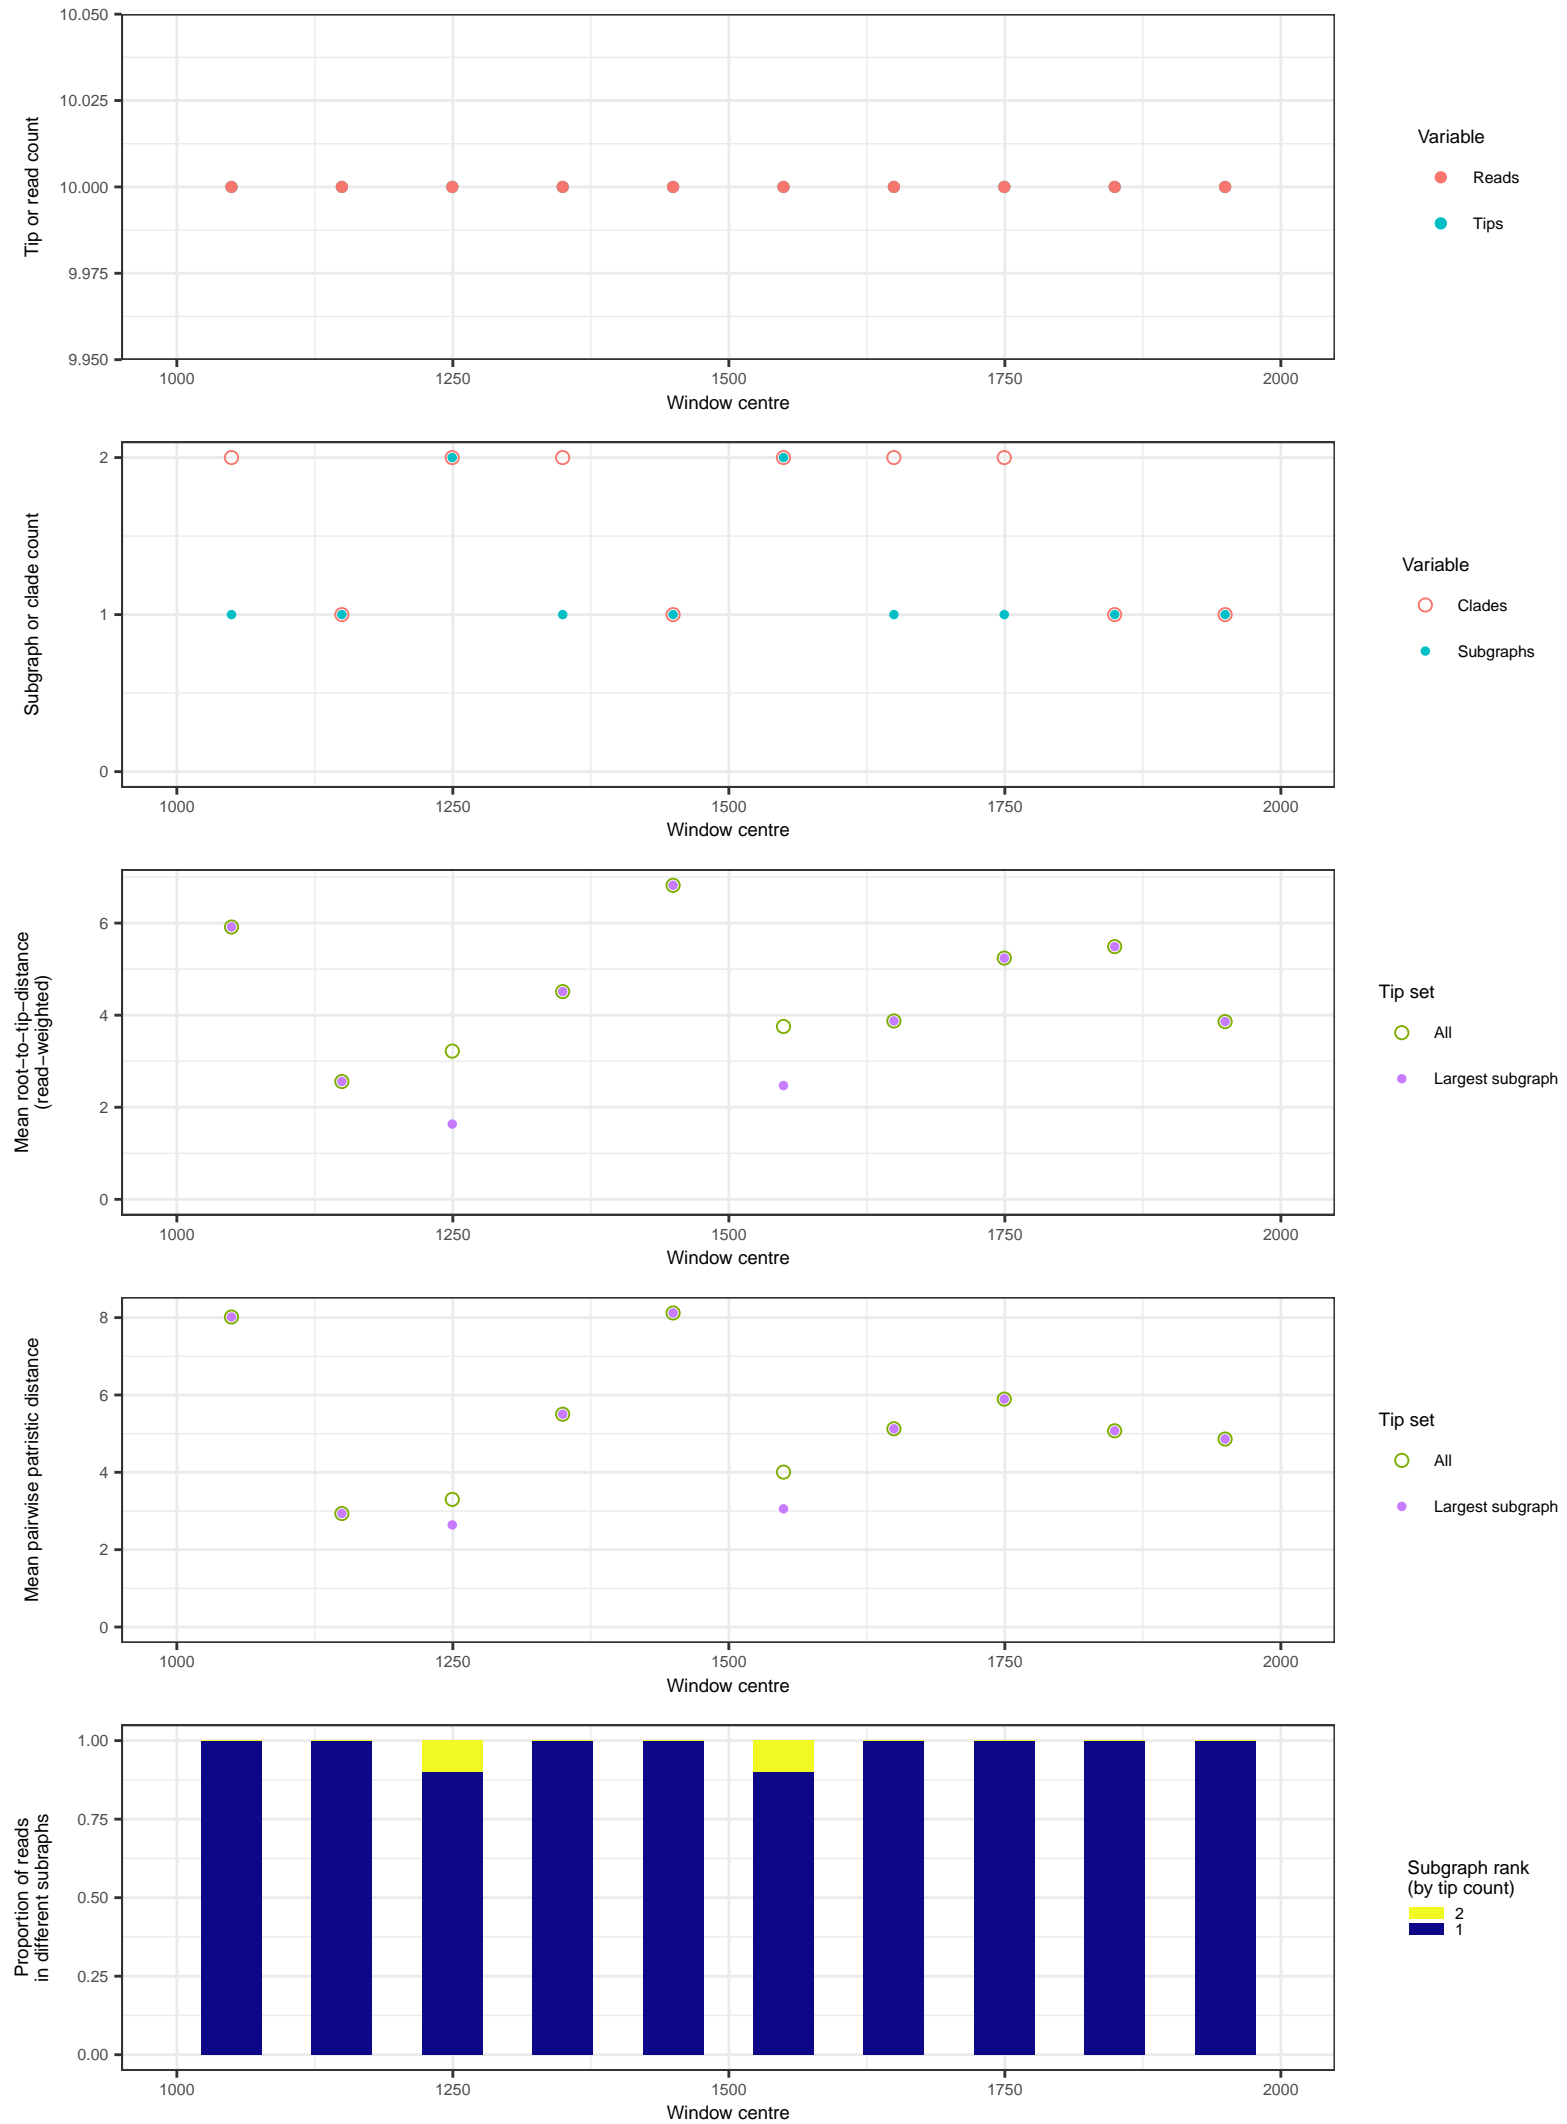 10.050
10.025
10.000
9.975
9.950
Tip or read count
1000 1250 1500 1750 2000
Window centre
Variable
Reads
Tips
2
1
0
Subgraph or clade count
1000 1250 1500 1750 2000
Window centre
Variable
Clades
Subgraphs
6
4
2
0
Mean root−to−tip−distance
(read−weighted)
1000 1250 1500 1750 2000
Window centre
Tip set
All
Largest subgraph
8
6
4
2
0
Mean pairwise patristic distance
1000 1250 1500 1750 2000
Window centre
Tip set
All
Largest subgraph
1.00
0.75
0.50
0.25
0.00
Proportion of reads
in different subraphs
1000 1250 1500 1750 2000
Window centre
Subgraph rank
(by tip count)
2
1